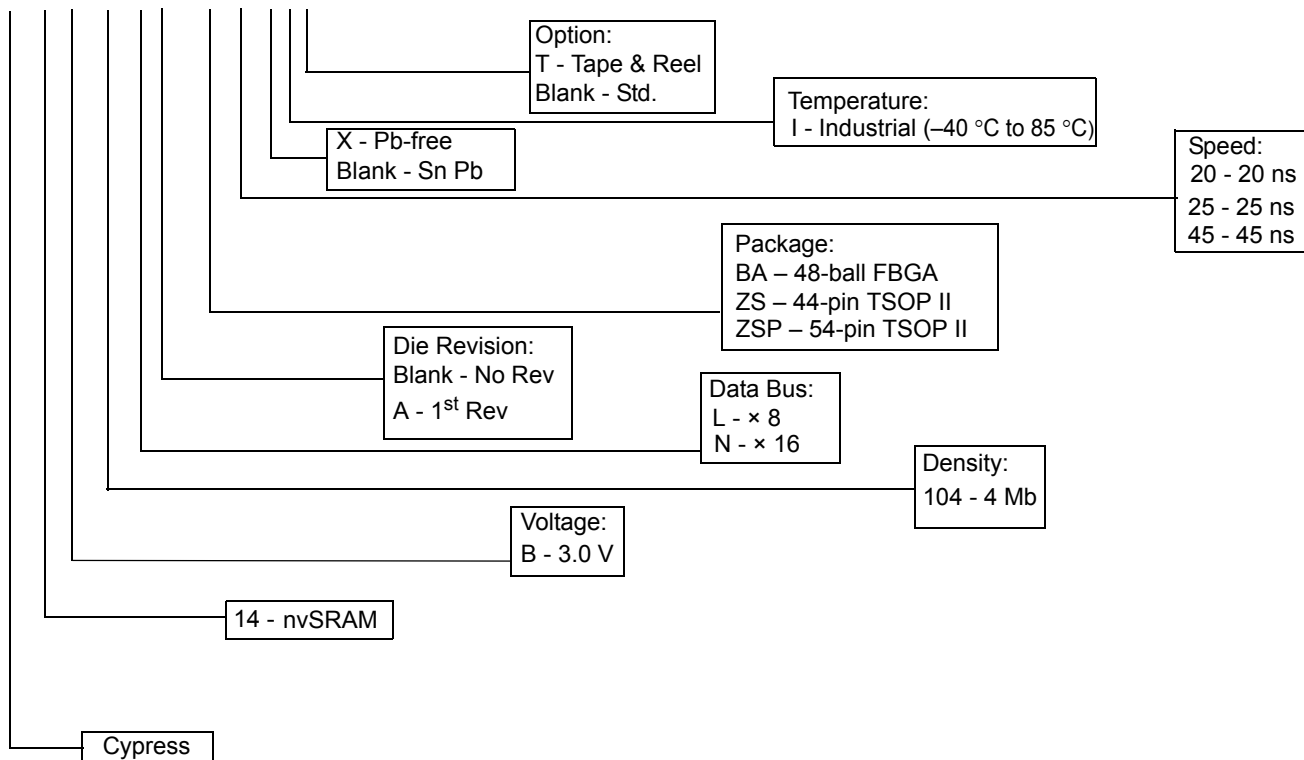 Option:
T - Tape & Reel
Blank - Std.
Temperature:
I - Industrial (–40 °C to 85 °C)
X - Pb-free
Blank - Sn Pb
Speed:
20 - 20 ns
25 - 25 ns
45 - 45 ns
Package:
BA – 48-ball FBGA
ZS – 44-pin TSOP II
ZSP – 54-pin TSOP II
Die Revision:
Blank - No Rev
A - 1st Rev
Data Bus:
L - × 8
N - × 16
Density:
104 - 4 Mb
Voltage:
B - 3.0 V
14 - nvSRAM
Cypress